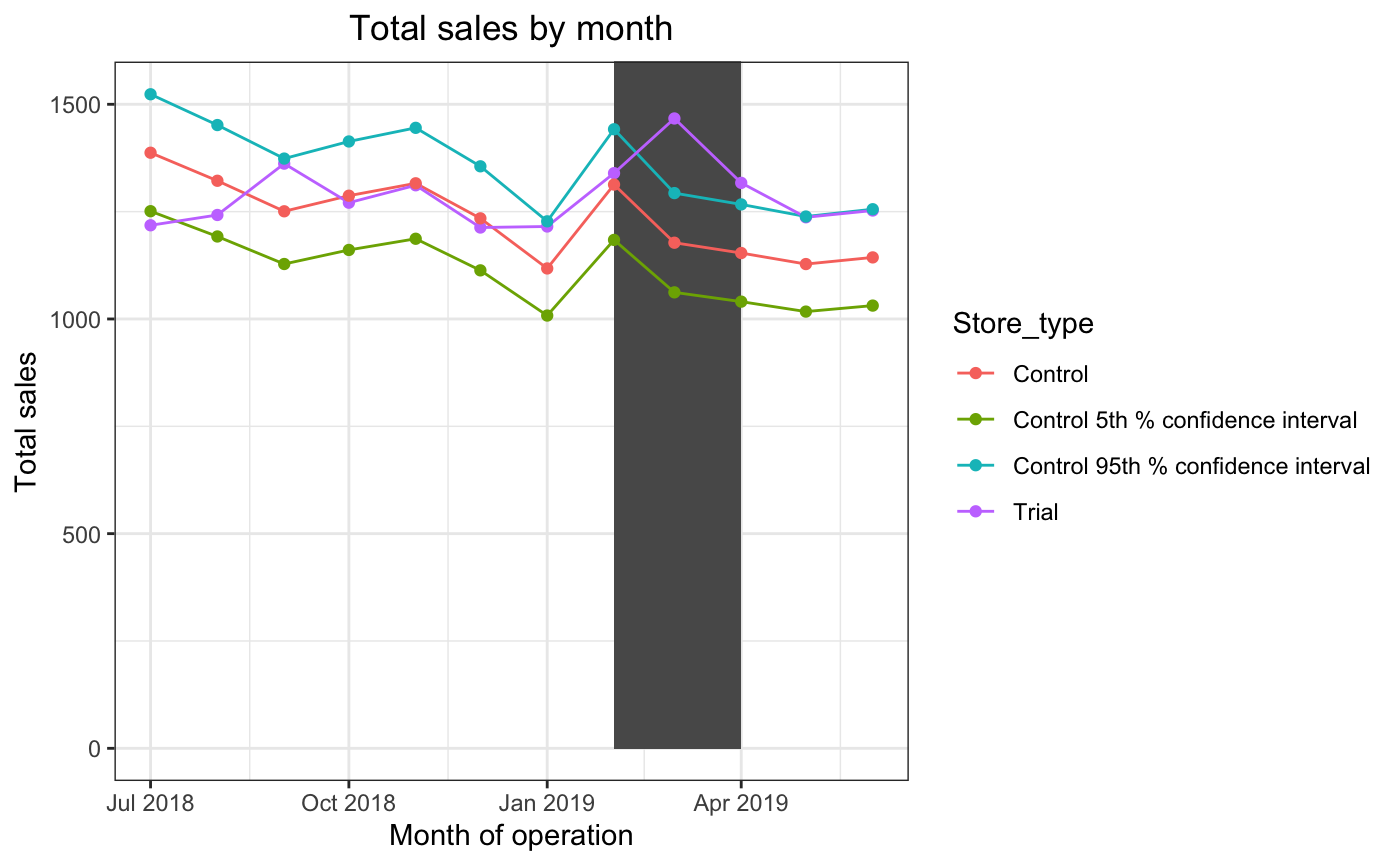 Total sales by month
1500
1000
500
0
Total sales
Jul 2018 Oct 2018 Jan 2019 Apr 2019
Month of operation
Store_type
Control
Control 5th % confidence interval
Control 95th % confidence interval
Trial